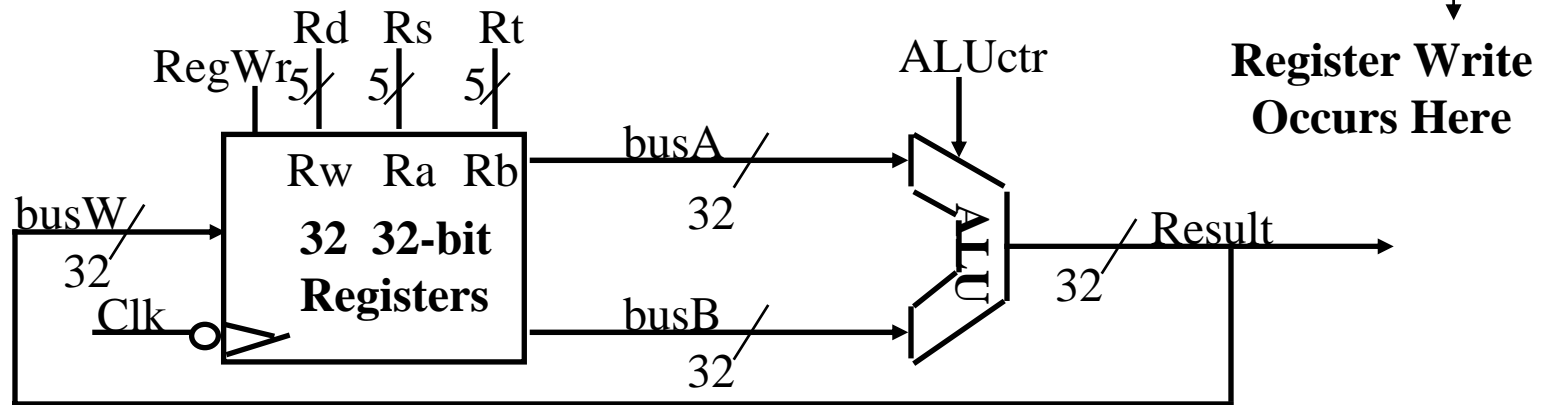 Rd Rs Rt
RegWr 5 5 5
ALUctr
Register Write
Occurs Here
Rw Ra Rb
busA
32
busW
32
32 32-bit
Registers
Clk
ALU
Result
32
busB
32